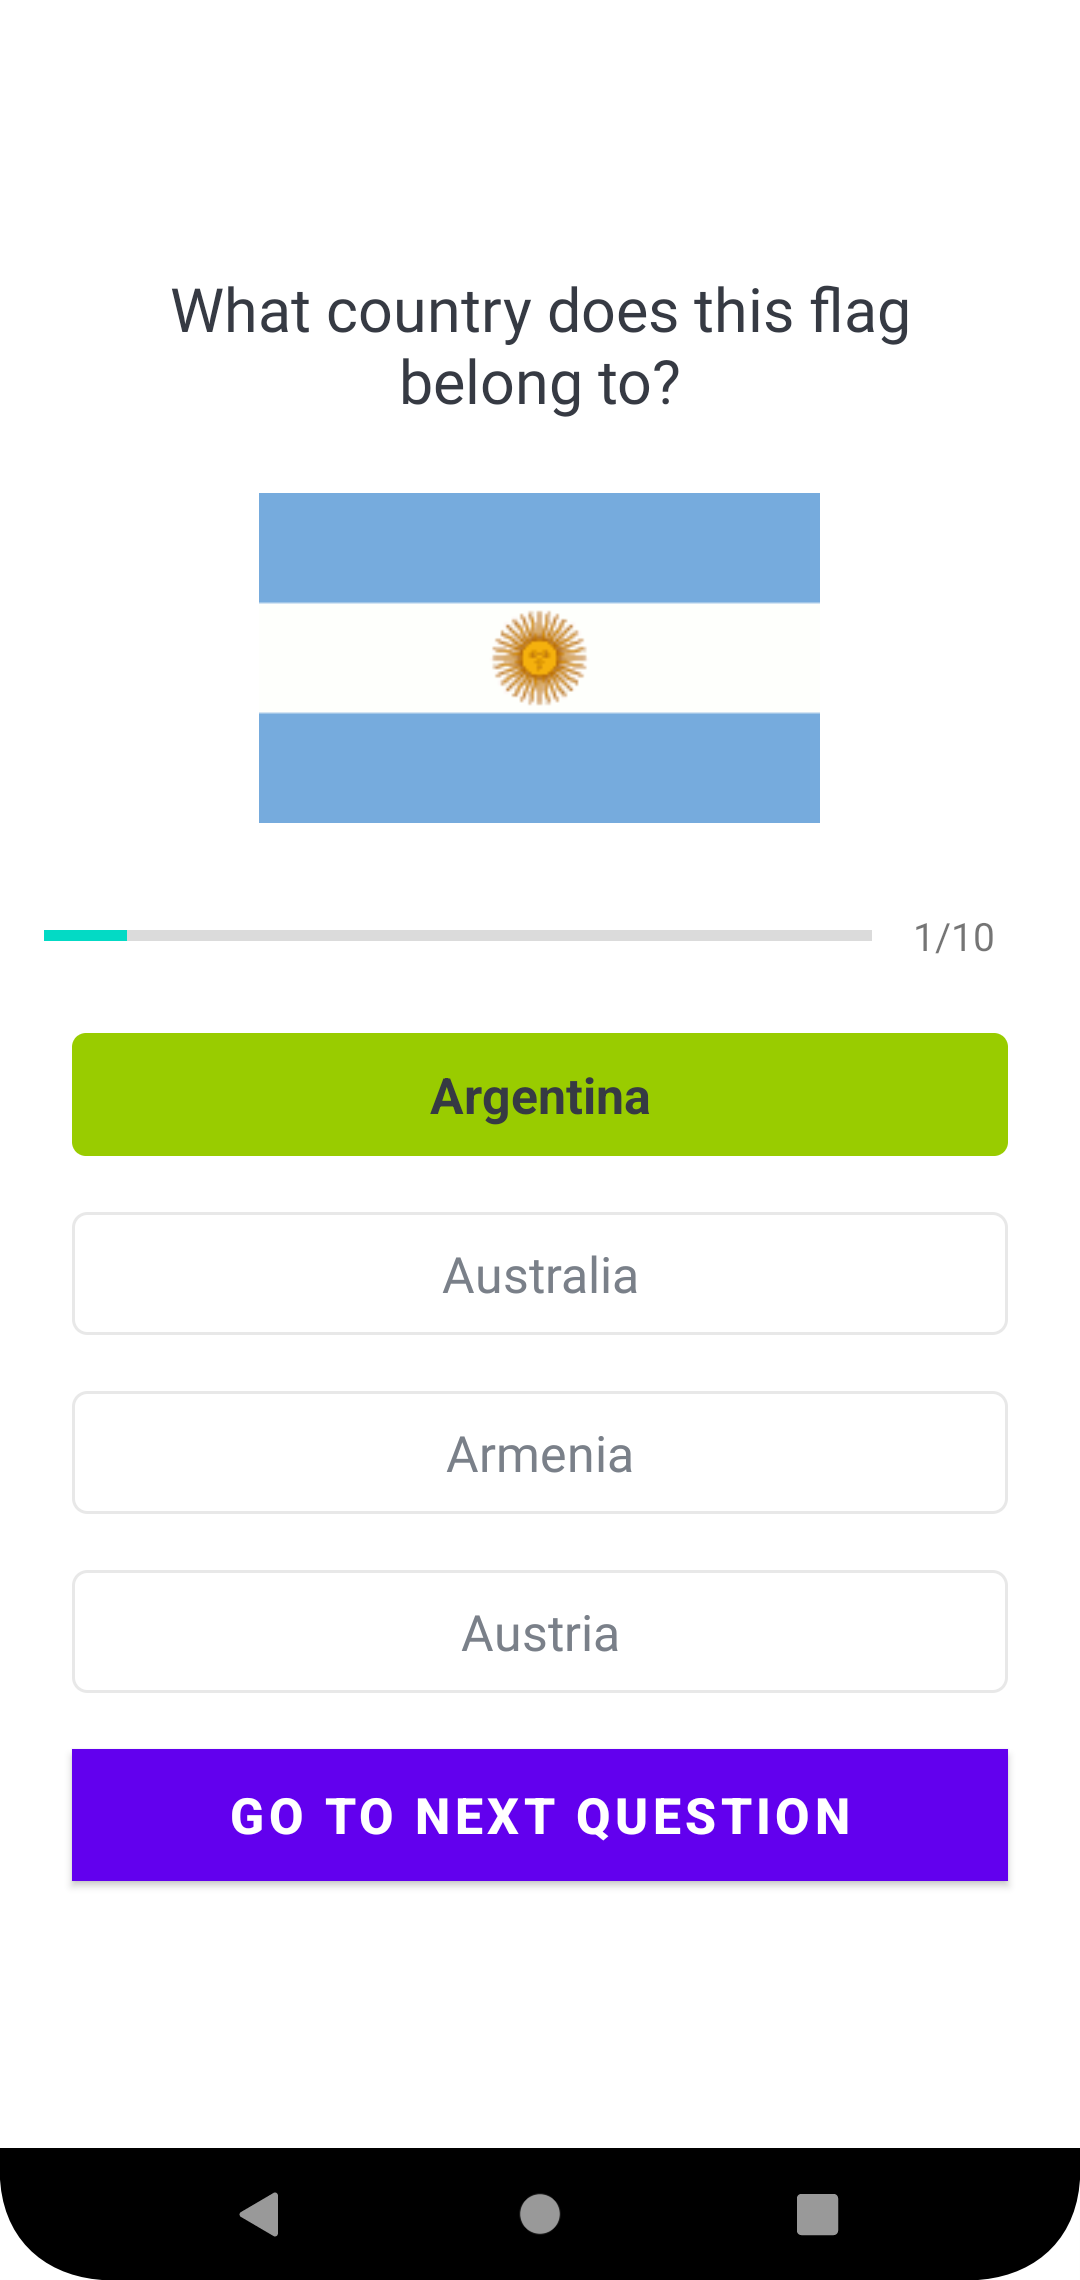 What country does this flag
belong to?
1/10
Argentina
Australia
Armenia
Austria
GO TO NEXT QUESTION